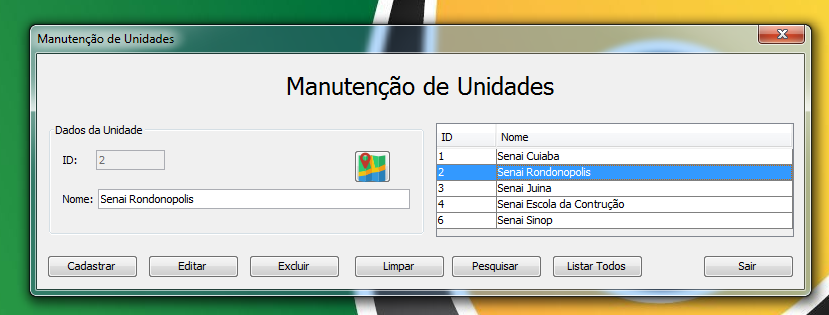 Manutenção de Unidades
Manutenção de Unidades
Dados da Unidade
ID: 2
Nome: Senai Rondonopolis
ID Nome
1 Senai Cuiaba
2 Senai Rondonopolis
3 Senai Juina
4 Senai Escola da Contrução
6 Senai Sinop
Cadastrar Editar Excluir Limpar Pesquisar Listar Todos Sair